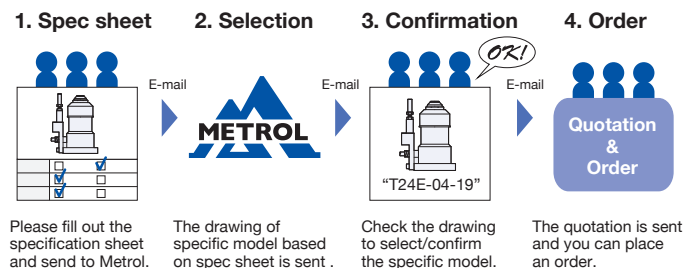 1. Spec sheet
2. Selection
3. Confirmation
4. Order
OK!
E-mail
E-mail
E-mail
METROL
"T24E-04-19"
Quotation
&
Order
Please fill out the
specification sheet
and send to Metrol.
The drawing of
specific model based
on spec sheet is sent .
Check the drawing
to select/confirm
the specific model.
The quotation is sent
and you can place
an order.